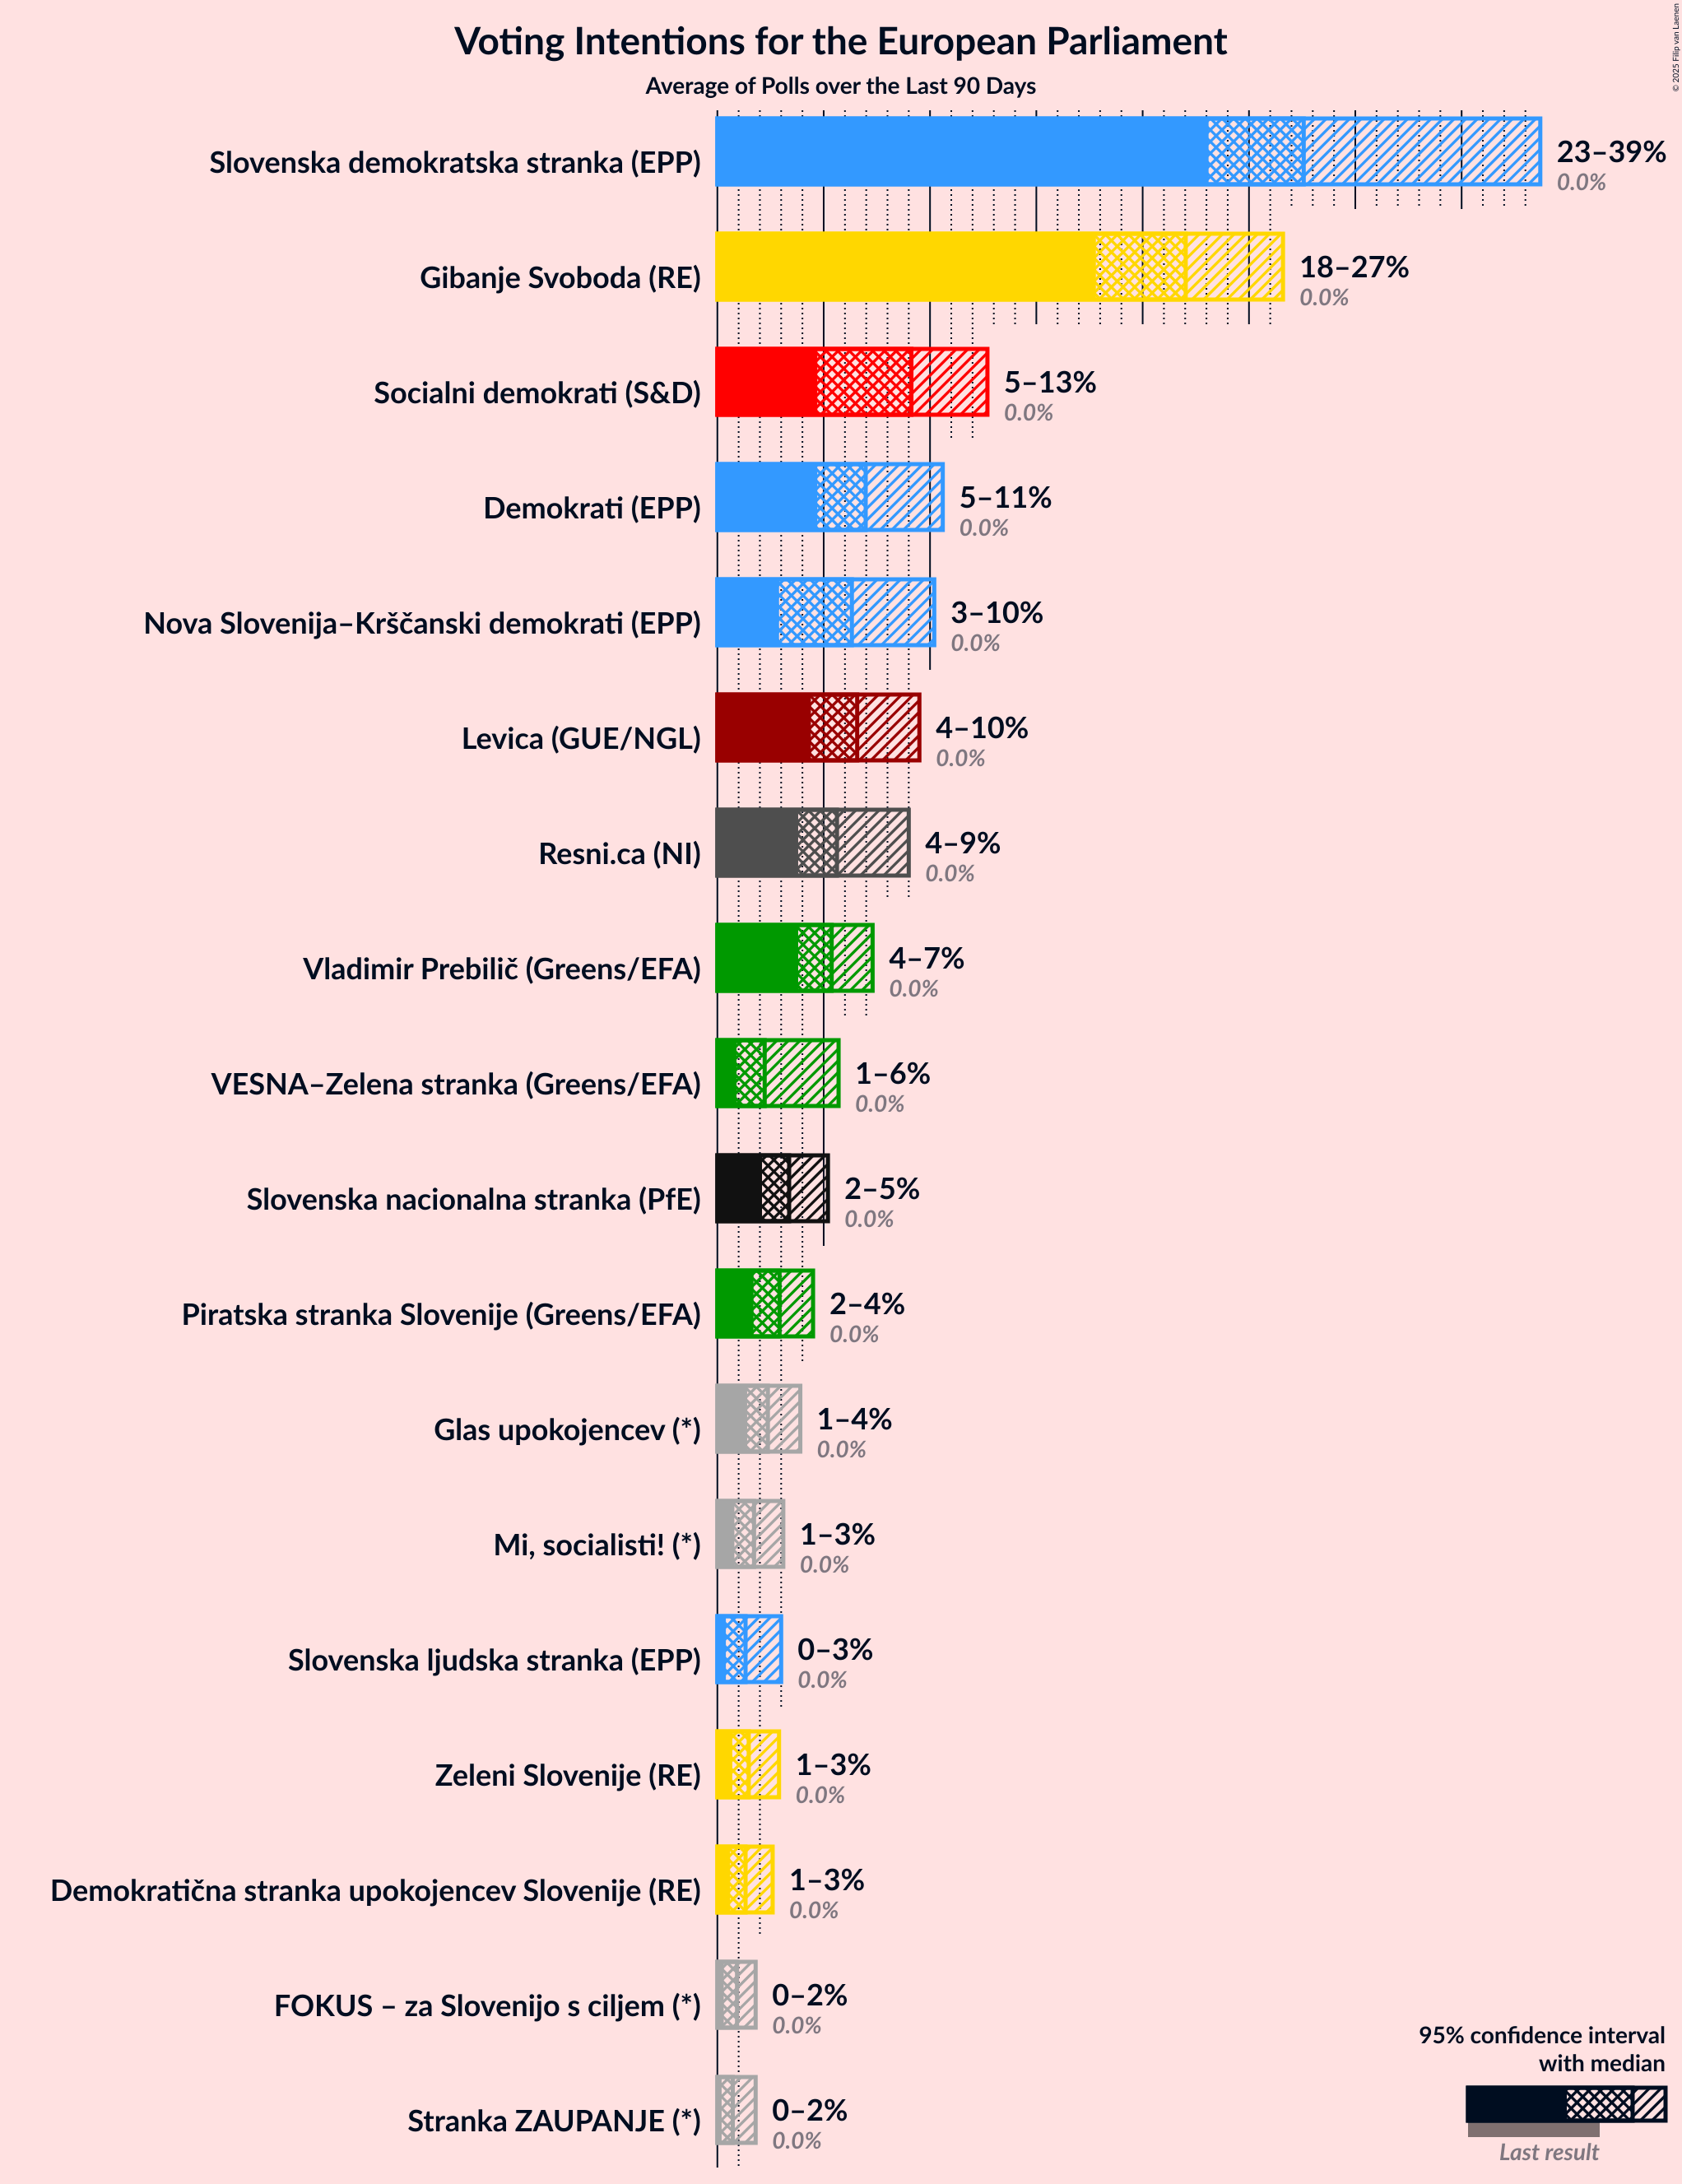 Voting Intentions for the European Parliament
Average of Polls over the Last 90 Days
© 2025 Filip van Laenen
Slovenska demokratska stranka (EPP)
23–39%
0.0%
Gibanje Svoboda (RE)
18–27%
0.0%
Socialni demokrati (S&D)
5–13%
0.0%
Demokrati (EPP)
5–11%
0.0%
Nova Slovenija–Krščanski demokrati (EPP)
3–10%
0.0%
Levica (GUE/NGL)
4–10%
0.0%
Resni.ca (NI)
4–9%
0.0%
Vladimir Prebilič (Greens/EFA)
4–7%
0.0%
VESNA–Zelena stranka (Greens/EFA)
1–6%
0.0%
Slovenska nacionalna stranka (PfE)
2–5%
0.0%
Piratska stranka Slovenije (Greens/EFA)
2–4%
0.0%
Glas upokojencev (*)
1–4%
0.0%
Mi, socialisti! (*)
1–3%
0.0%
Slovenska ljudska stranka (EPP)
0–3%
0.0%
Zeleni Slovenije (RE)
1–3%
0.0%
Demokratična stranka upokojencev Slovenije (RE)
1–3%
0.0%
FOKUS – za Slovenijo s ciljem (*)
0–2%
0.0%
Stranka ZAUPANJE (*)
0–2%
0.0%
95% confidence interval
with median
Last result